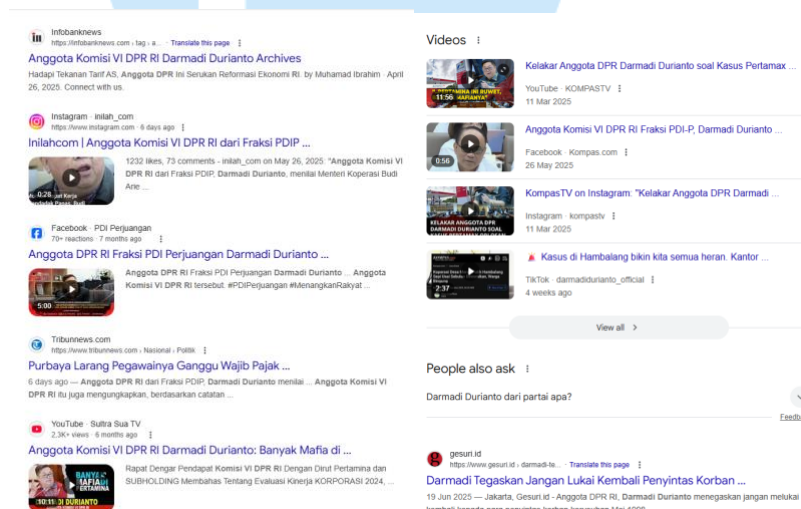 Infobanknews
https://infobanknews.com › tag › a... · Translate this page
Anggota Komisi VI DPR RI Darmadi Durianto Archives
Hadapi Tekanan Tarif AS, Anggota DPR Ini Serukan Reformasi Ekonomi RI. by Muhamad Ibrahim · April
26, 2025. Connect with us.
Instagram · inilah_com
https://www.instagram.com · 6 days ago
Inilahcom | Anggota Komisi VI DPR RI dari Fraksi PDIP ...
1232 likes, 73 comments - inilah_com on May 26, 2025: "Anggota Komisi VI
DPR RI dari Fraksi PDIP, Darmadi Durianto, menilai Menteri Koperasi Budi
Arie ...
0:28
Facebook · PDI Perjuangan
70+ reactions · 7 months ago
Anggota DPR RI Fraksi PDI Perjuangan Darmadi Durianto ...
Anggota DPR RI Fraksi PDI Perjuangan Darmadi Durianto ... Anggota
Komisi VI DPR RI tersebut. #PDIPerjuangan #MenangkanRakyat ...
5:00
Tribunnews.com
https://www.tribunnews.com › Nasional › Politik
Purbaya Larang Pegawainya Ganggu Wajib Pajak ...
6 days ago — Anggota DPR RI dari Fraksi PDIP, Darmadi Durianto menilai ... Anggota Komisi VI
DPR RI itu juga mengungkapkan, berdasarkan catatan ...
YouTube · Sutra Sua TV
2,3K+ views · 6 months ago
Anggota Komisi VI DPR RI Darmadi Durianto: Banyak Mafia di ...
Rapat Dengar Pendapat Komisi VI DPR RI Dengan Dirut Pertamina dan
SUBHOLDING Membahas Tentang Evaluasi Kinerja KORPORASI 2024, ...
BANYAK
MAFIA DI
PERTAMINA
10:11
DI DURIANTO
Videos
Kelakar Anggota DPR Darmadi Durianto soal Kasus Pertamax ...
YouTube · KOMPASTV
11 Mar 2025
11:56
Anggota Komisi VI DPR RI Fraksi PDI-P, Darmadi Durianto ...
Facebook · Kompas.com
26 May 2025
0:56
KompasTV on Instagram: "Kelakar Anggota DPR Darmadi ...
Instagram · kompastv
11 Mar 2025
KELAKAR ANGGOTA DPR
DARMADI DURIANTO SOAL
Kasus di Hambalang bikin kita semua heran. Kantor ...
TikTok · darmadidurianto_official
4 weeks ago
2:37
View all
People also ask
Darmadi Durianto dari partai apa?
gesuri.id
https://www.gesuri.id › darmadi-te... · Translate this page
Darmadi Tegaskan Jangan Lukai Kembali Penyintas Korban ...
19 Jun 2025 — Jakarta, Gesuri.id - Anggota DPR RI, Darmadi Durianto menegaskan jangan melukai